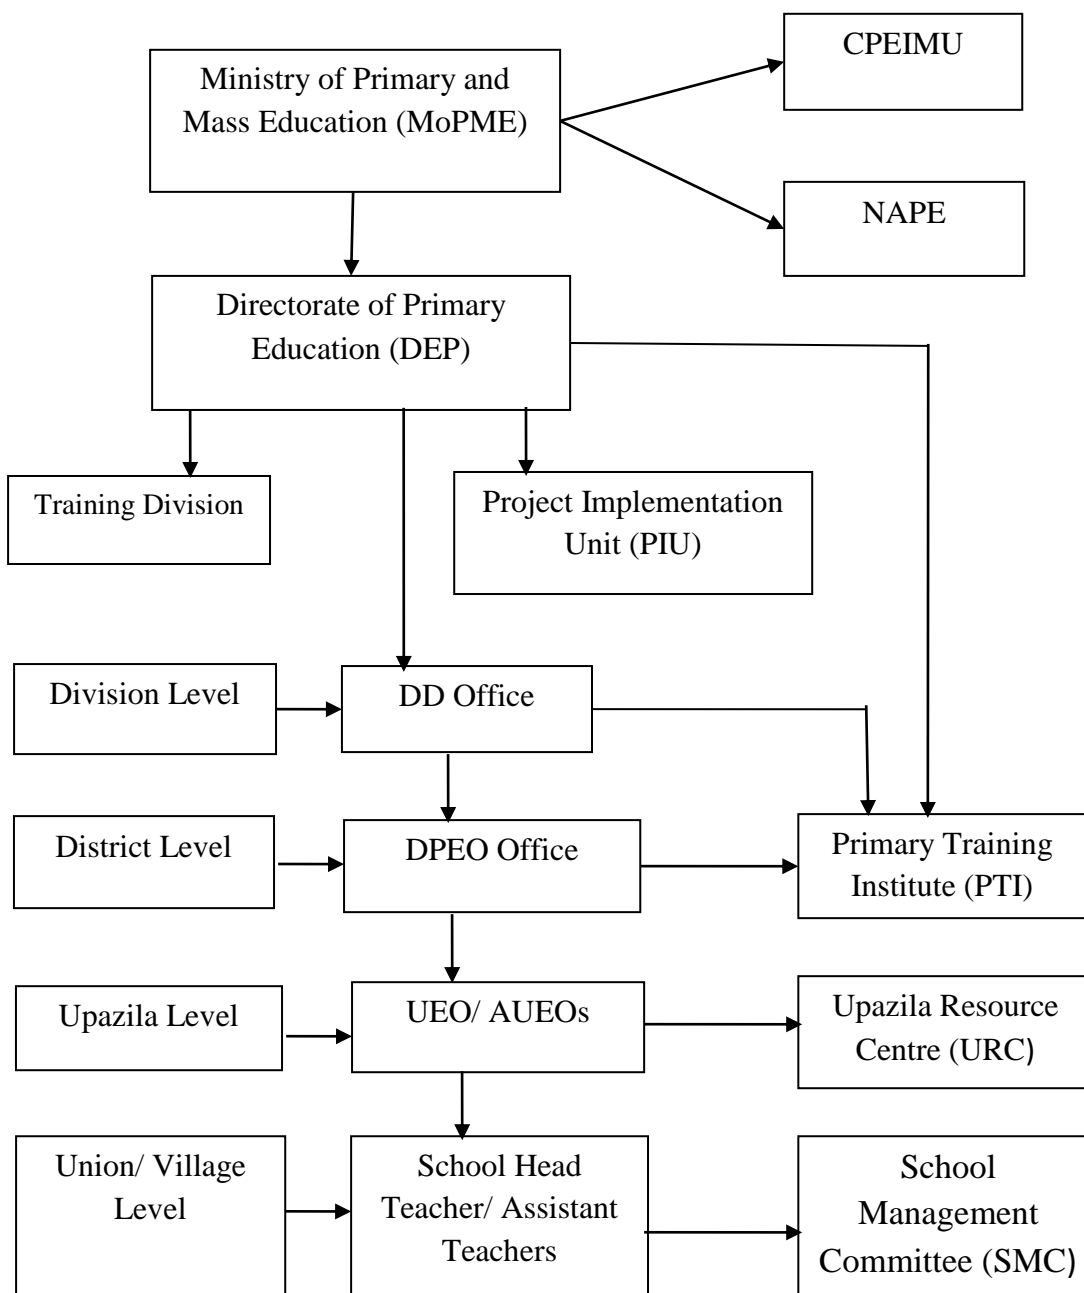 CPEIMU
Ministry of Primary and
Mass Education (MoPME)
NAPE
Directorate of Primary
Education (DEP)
Training Division
Project Implementation
Unit (PIU)
Division Level
DD Office
District Level
DPEO Office
Primary Training
Institute (PTI)
Upazila Level
UEO/ AUEOs
Upazila Resource
Centre (URC)
Union/ Village
Level
School Head
Teacher/ Assistant
Teachers
School
Management
Committee (SMC)